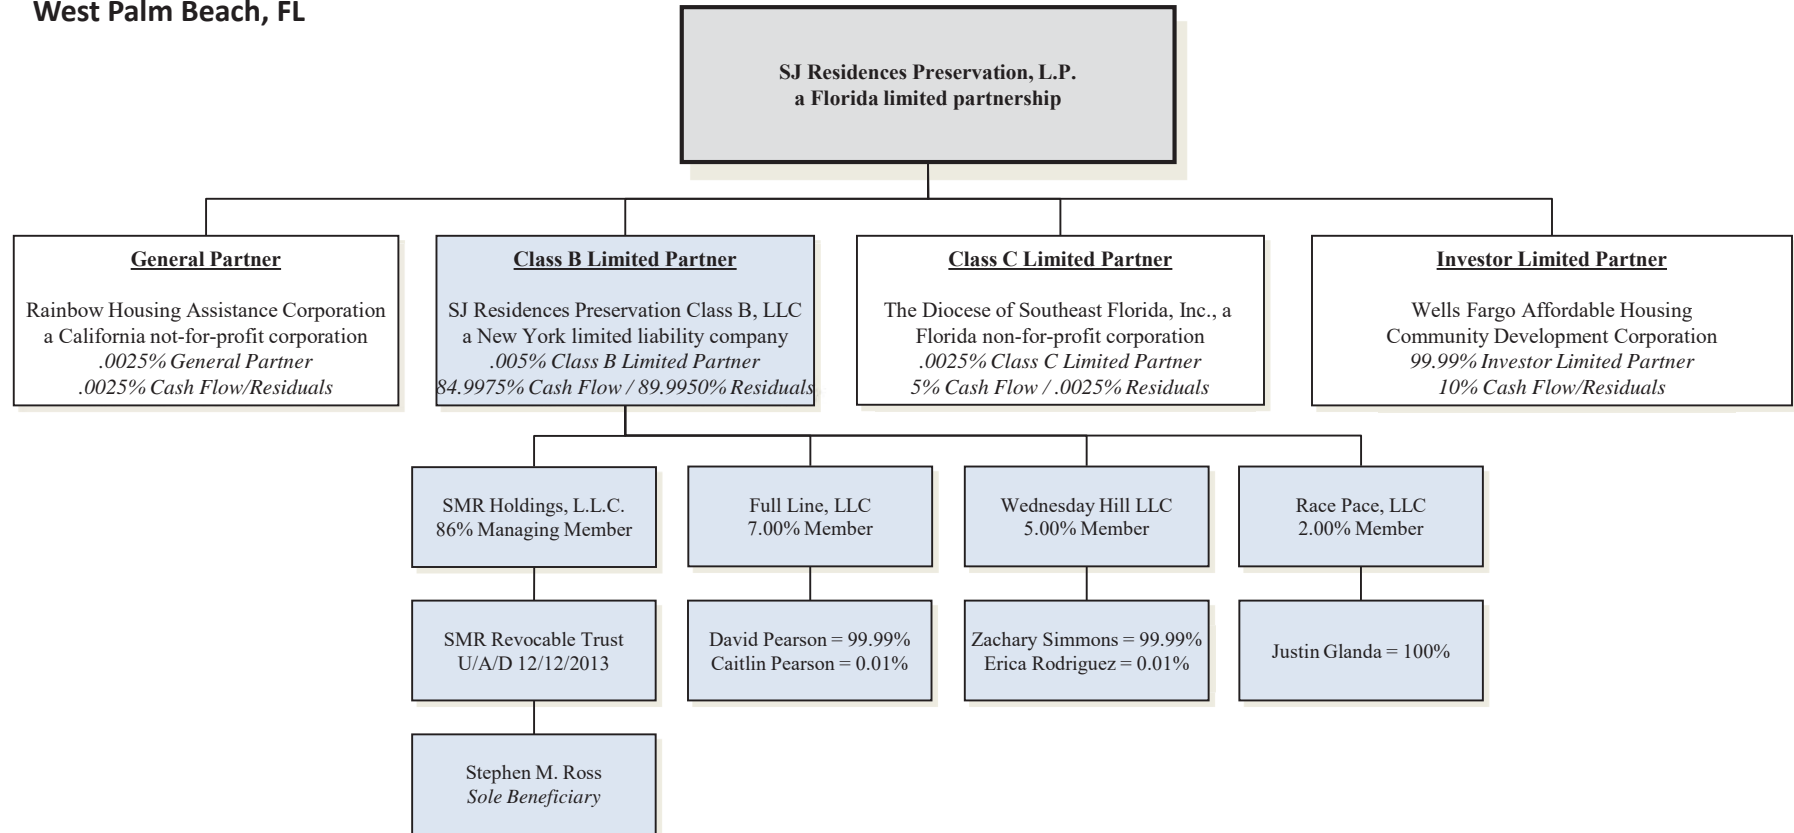 West Palm Beach, FL
SJ Residences Preservation, L.P.
a Florida limited partnership
General Partner
Rainbow Housing Assistance Corporation
a California not-for-profit corporation
.0025% General Partner
.0025% Cash Flow/Residuals
Class B Limited Partner
SJ Residences Preservation Class B, LLC
a New York limited liability company
.005% Class B Limited Partner
84.9975% Cash Flow / 89.9950% Residuals
Class C Limited Partner
The Diocese of Southeast Florida, Inc., a
Florida non-for-profit corporation
.0025% Class C Limited Partner
5% Cash Flow / .0025% Residuals
Investor Limited Partner
Wells Fargo Affordable Housing
Community Development Corporation
99.99% Investor Limited Partner
10% Cash Flow/Residuals
SMR Holdings, L.L.C.
86% Managing Member
Full Line, LLC
7.00% Member
Wednesday Hill LLC
5.00% Member
Race Pace, LLC
2.00% Member
SMR Revocable Trust
U/A/D 12/12/2013
David Pearson = 99.99%
Caitlin Pearson = 0.01%
Zachary Simmons = 99.99%
Erica Rodriguez = 0.01%
Justin Glanda = 100%
Stephen M. Ross
Sole Beneficiary